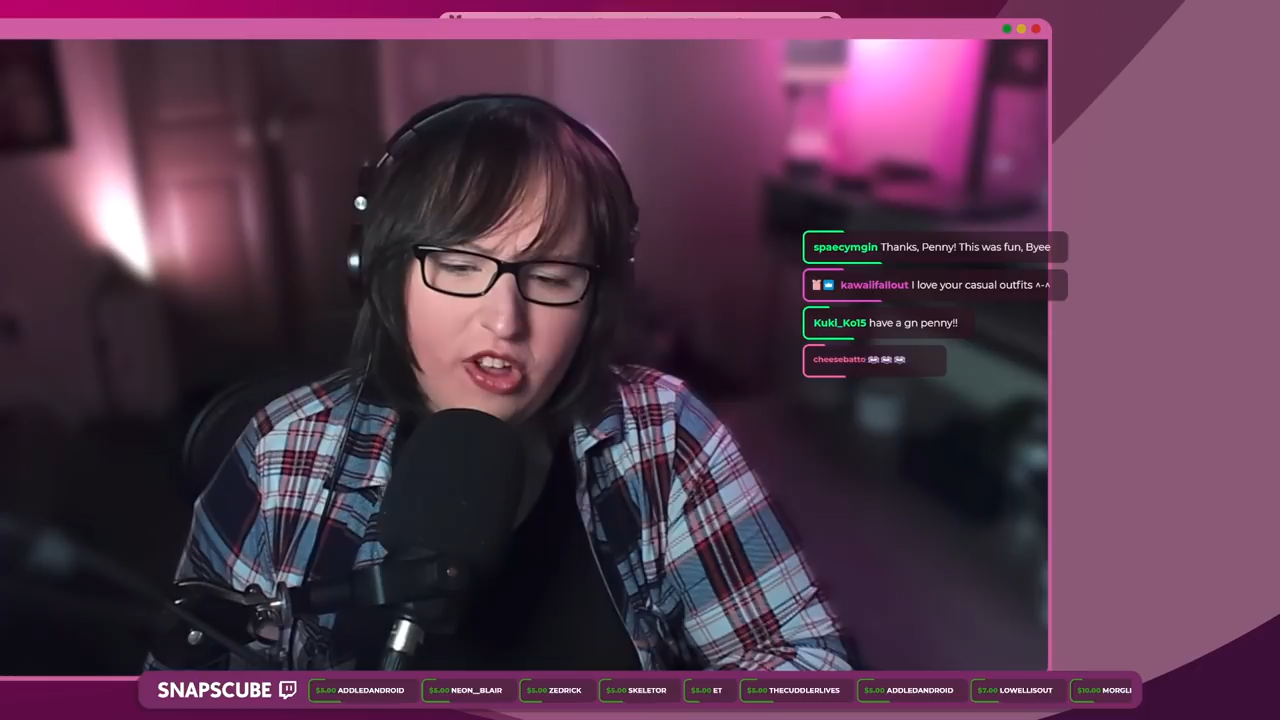 spaecymgin Thanks, Penny! This was fun, Byee
kawaiifallout I love your casual outfits ^-^
Kuki_Ko15 have a gn penny!!
cheesebatto
SNAPSCUBE $5.00 ADDLEDANDROID $5.00 NEON_BLAIR $5.00 ZEDRICK $5.00 SKELETOR $5.00 ET $5.00 THECUDDLERLIVES $5.00 ADDLEDANDROID $7.00 LOWELLISOUT $10.00 MORGLI